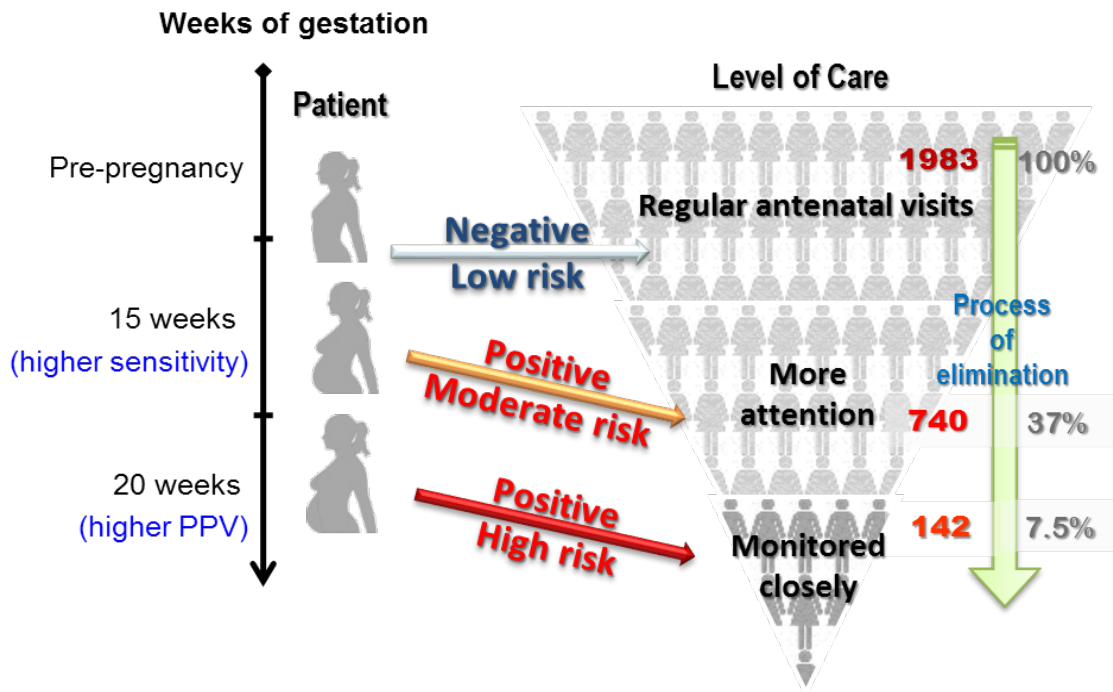 Weeks of gestation
Patient
Level of Care
Pre-pregnancy
1983 100%
Regular antenatal visits
Negative
Low risk
15 weeks
(higher sensitivity)
Positive
Moderate risk
Process
of
elimination
More
attention
740 37%
20 weeks
(higher PPV)
Positive
High risk
142 7.5%
Monitored
closely